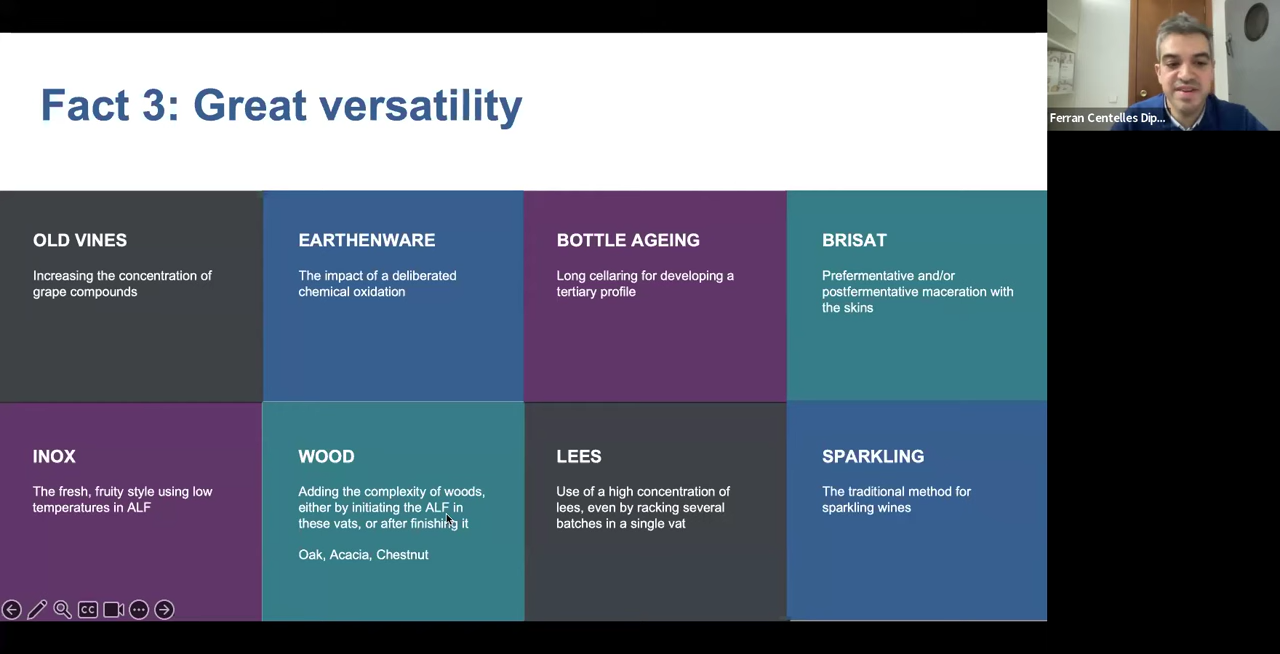 Fact 3: Great versatility
Ferran Centelles Dip...
OLD VINES
Increasing the concentration of
grape compounds
EARTHENWARE
The impact of a deliberated
chemical oxidation
BOTTLE AGEING
Long cellaring for developing a
tertiary profile
BRISAT
Prefermentative and/or
postfermentative maceration with
the skins
INOX
The fresh, fruity style using low
temperatures in ALF
WOOD
Adding the complexity of woods,
either by initiating the ALF in
these vats, or after finishing it
Oak, Acacia, Chestnut
LEES
Use of a high concentration of
lees, even by racking several
batches in a single vat
SPARKLING
The traditional method for
sparkling wines
CC